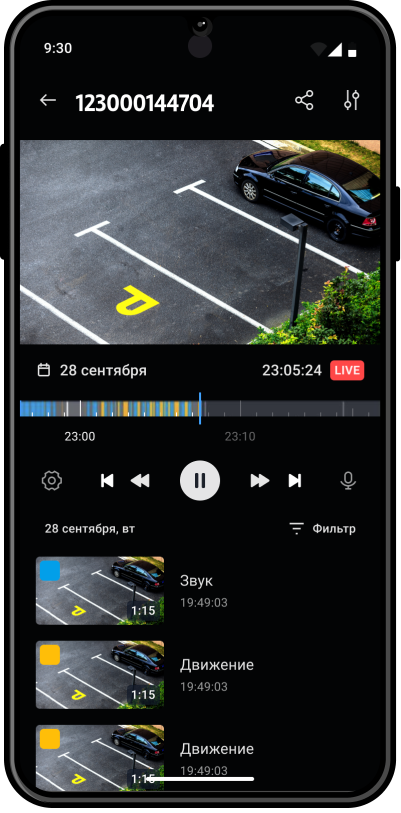 9:30
123000144704
P
28 сентября 23:05:24 LIVE
23:00 23:10
28 сентября, вт Фильтр
1:15 Звук
19:49:03
1:15 Движение
19:49:03
1:15 Движение
19:49:03